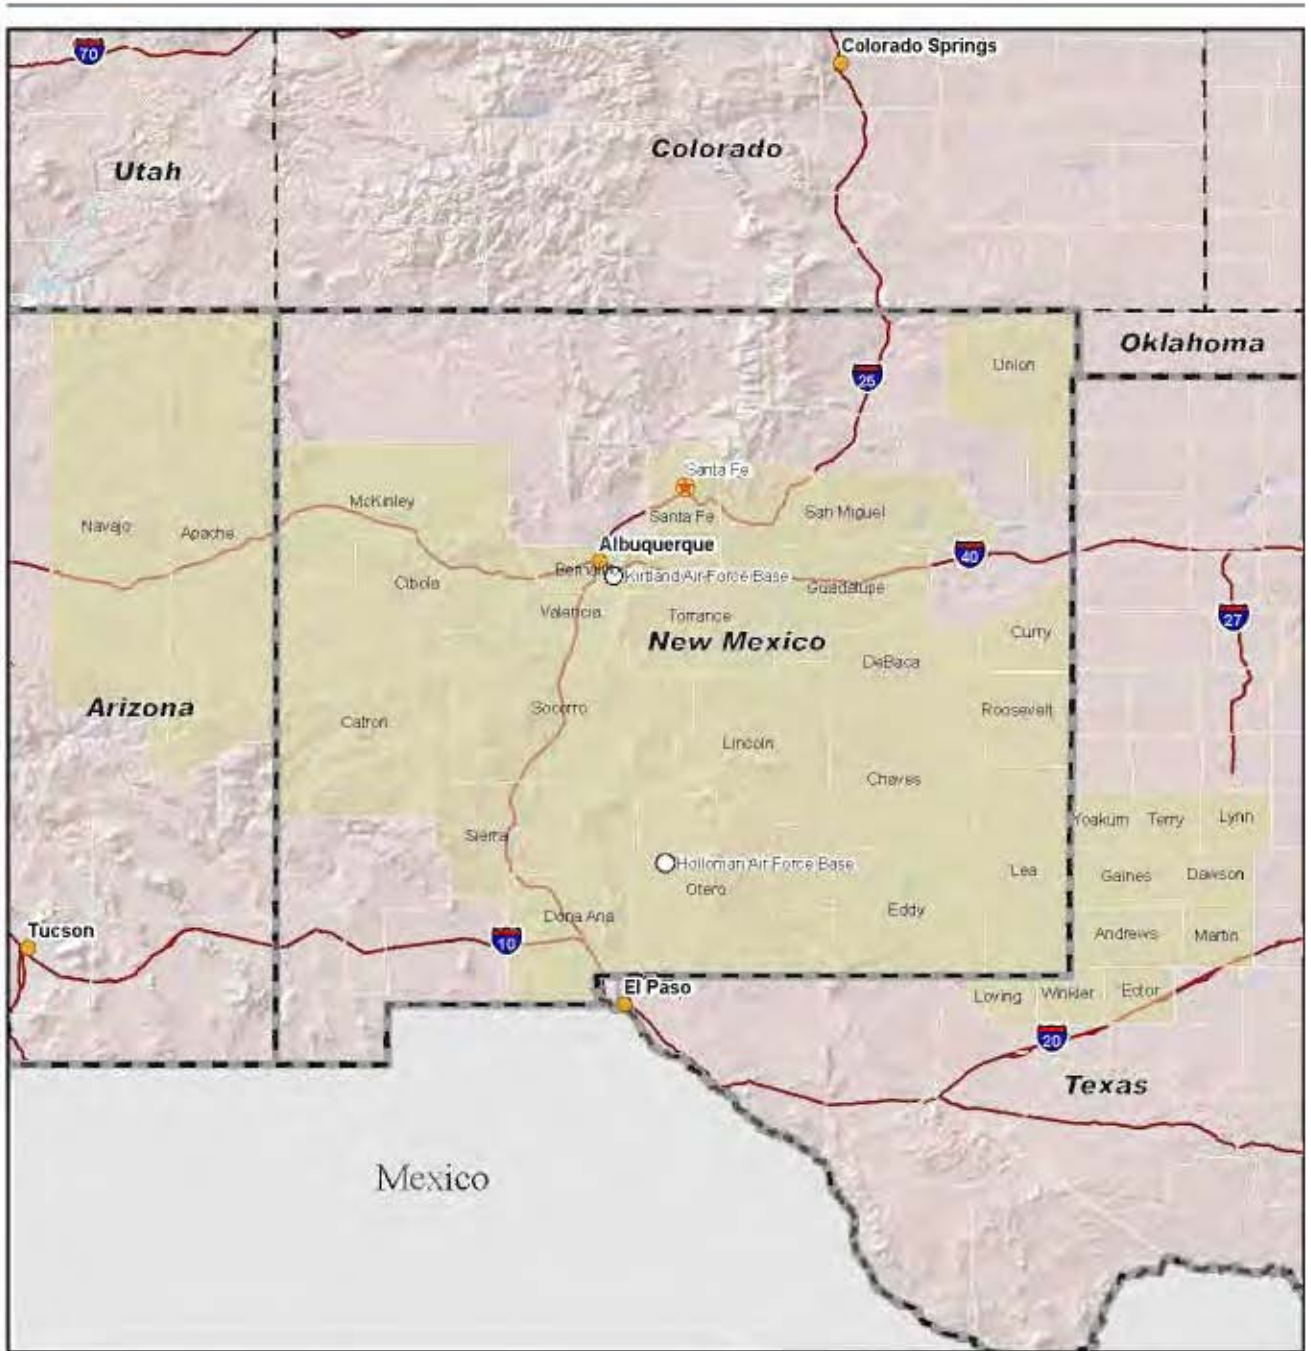 Colorado Springs
70
Colorado
Utah
Oklahoma
Union
25
Santa Fe
McKinley
San Miguel
Santa Fe
Navajo
Apache
Albuquerque
40
Bernalillo
Kirtland Air Force Base
Cibola
Guadalupe
Valencia
Torrance
27
Curry
New Mexico
DeBaca
Arizona
Socorro
Roosevelt
Catron
Lincoln
Chaves
Yoakum
Terry
Lynn
Sierra
Holloman Air Force Base
Lea
Gaines
Dawson
Otero
Eddy
Dona Ana
Tucson
10
Andrews
Martin
El Paso
Loving
Winkler
Ector
20
Texas
Mexico